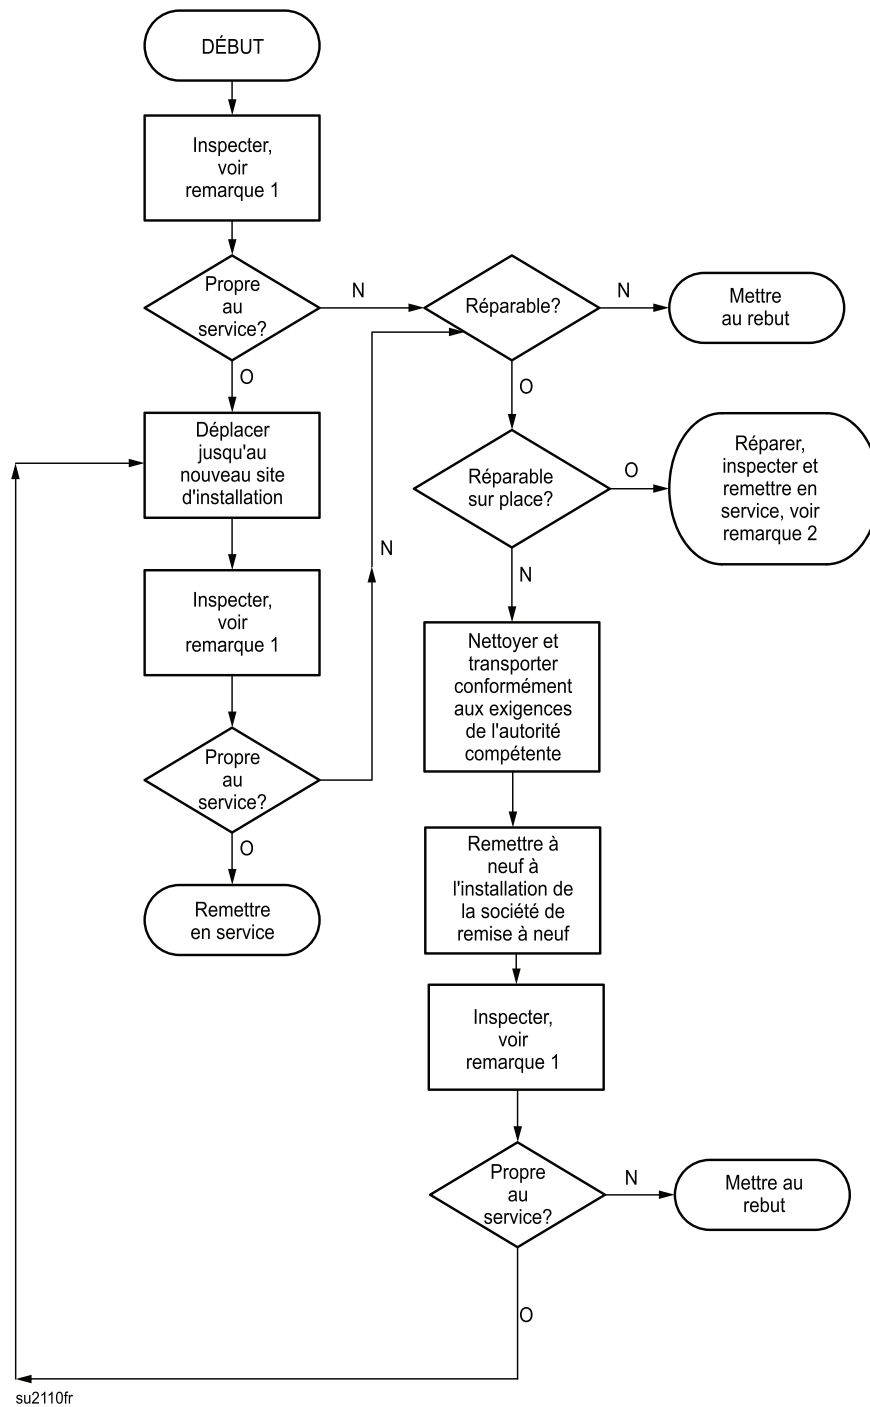 DÉBUT
Inspecter,
voir
remarque 1
Propre
au
service?
N
Réparable?
N
Mettre
au rebut
O
Déplacer
jusqu'au
nouveau site
d'installation
O
Réparable
sur place?
O
Réparer,
inspecter et
remettre en
service, voir
remarque 2
N
Inspecter,
voir
remarque 1
N
Nettoyer et
transporter
conformément
aux exigences
de l'autorité
compétente
Propre
au
service?
O
Remettre
en service
Remettre à
neuf à
l'installation de
la société de
remise à neuf
Inspecter,
voir
remarque 1
Propre
au
service?
N
Mettre au
rebut
O
su2110fr